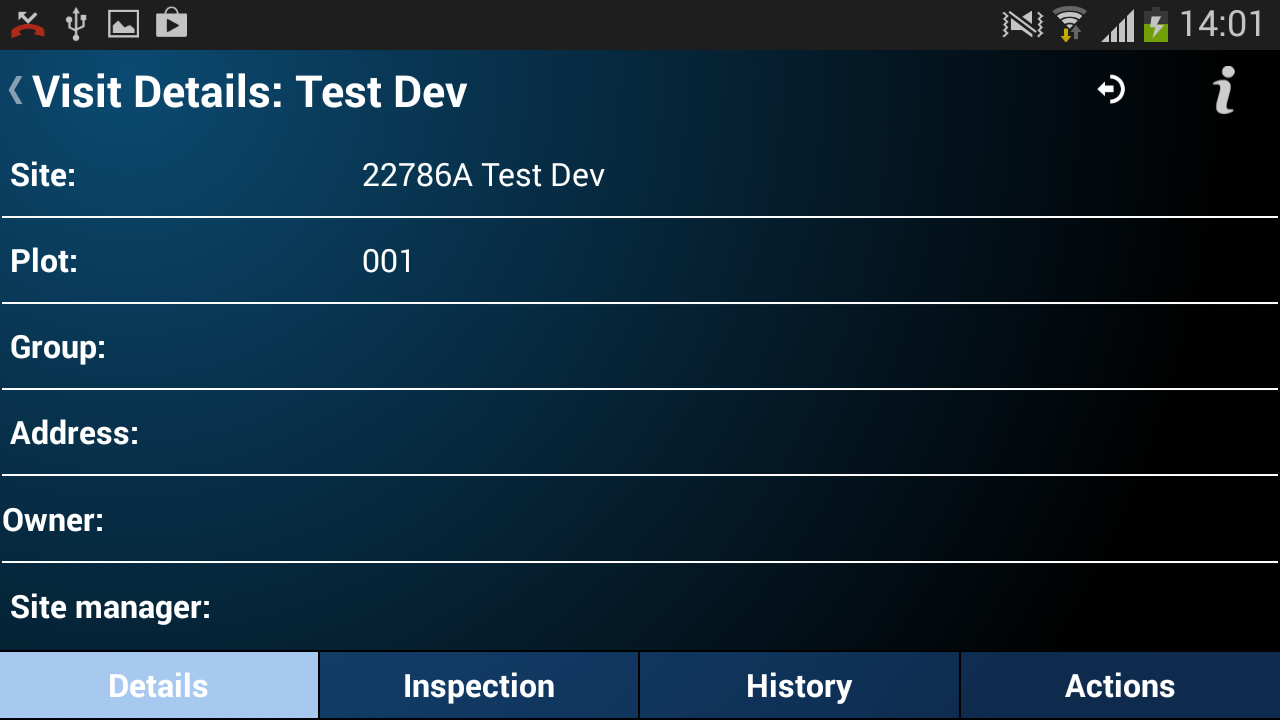 14:01
Visit Details: Test Dev
Site: 22786A Test Dev
Plot: 001
Group:
Address:
Owner:
Site manager:
Details Inspection History Actions